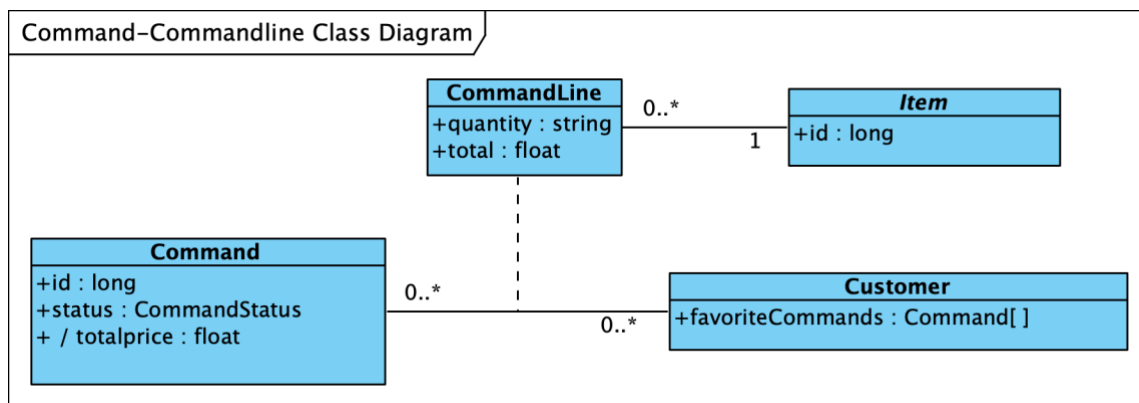 Command-Commandline Class Diagram
CommandLine
+quantity : string
+total : float
0..*
1
Item
+id : long
Command
+id : long
+status : CommandStatus
+ / totalprice : float
0..*
0..*
Customer
+favoriteCommands : Command[ ]